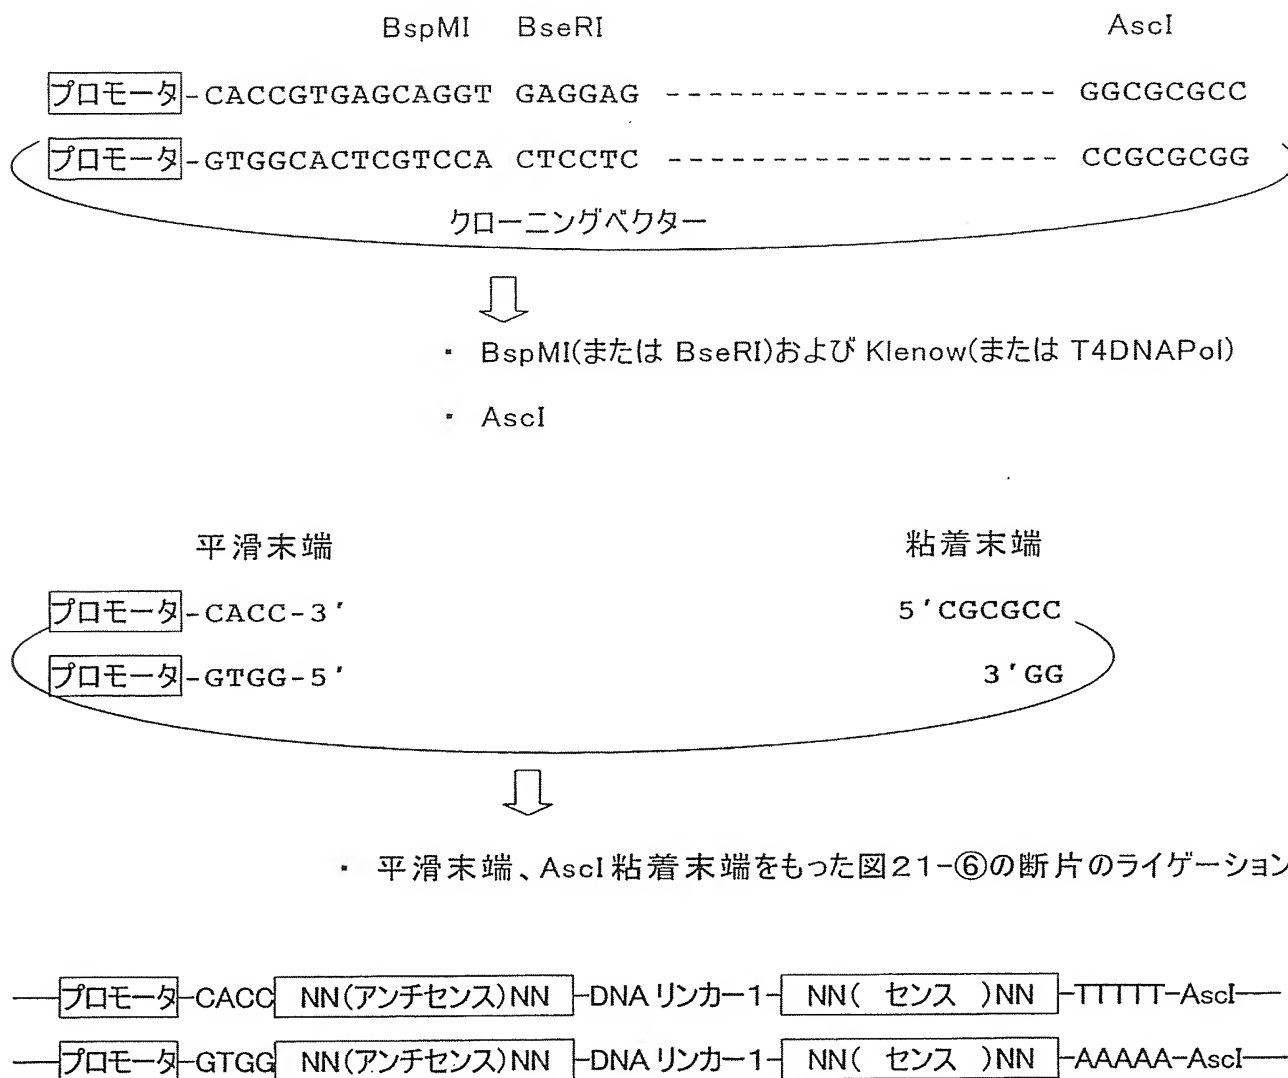 BspMI BseRI AscI
プロモータ-CACCGTGAGCAGGT GAGGAG ------------------- GGCGCGCC
プロモータ-GTGGCACTCGTCCA CTCCTC ------------------- CCGCGCGG
クローニングベクター
・ BspMI(または BseRI)および Klenow(または T4DNAPol)
・ AscI
平滑末端 粘着末端
プロモータ-CACC-3' 5'CGCGCC
プロモータ-GTGG-5' 3'GG
・ 平滑末端、AscI粘着末端をもった図21-⑥の断片のライゲーション
プロモータ-CACC NN(アンチセンス)NN -DNAリンカー1- NN( センス )NN -TTTTT-AscI
プロモータ-GTGG NN(アンチセンス)NN -DNAリンカー1- NN( センス )NN -AAAAA-AscI